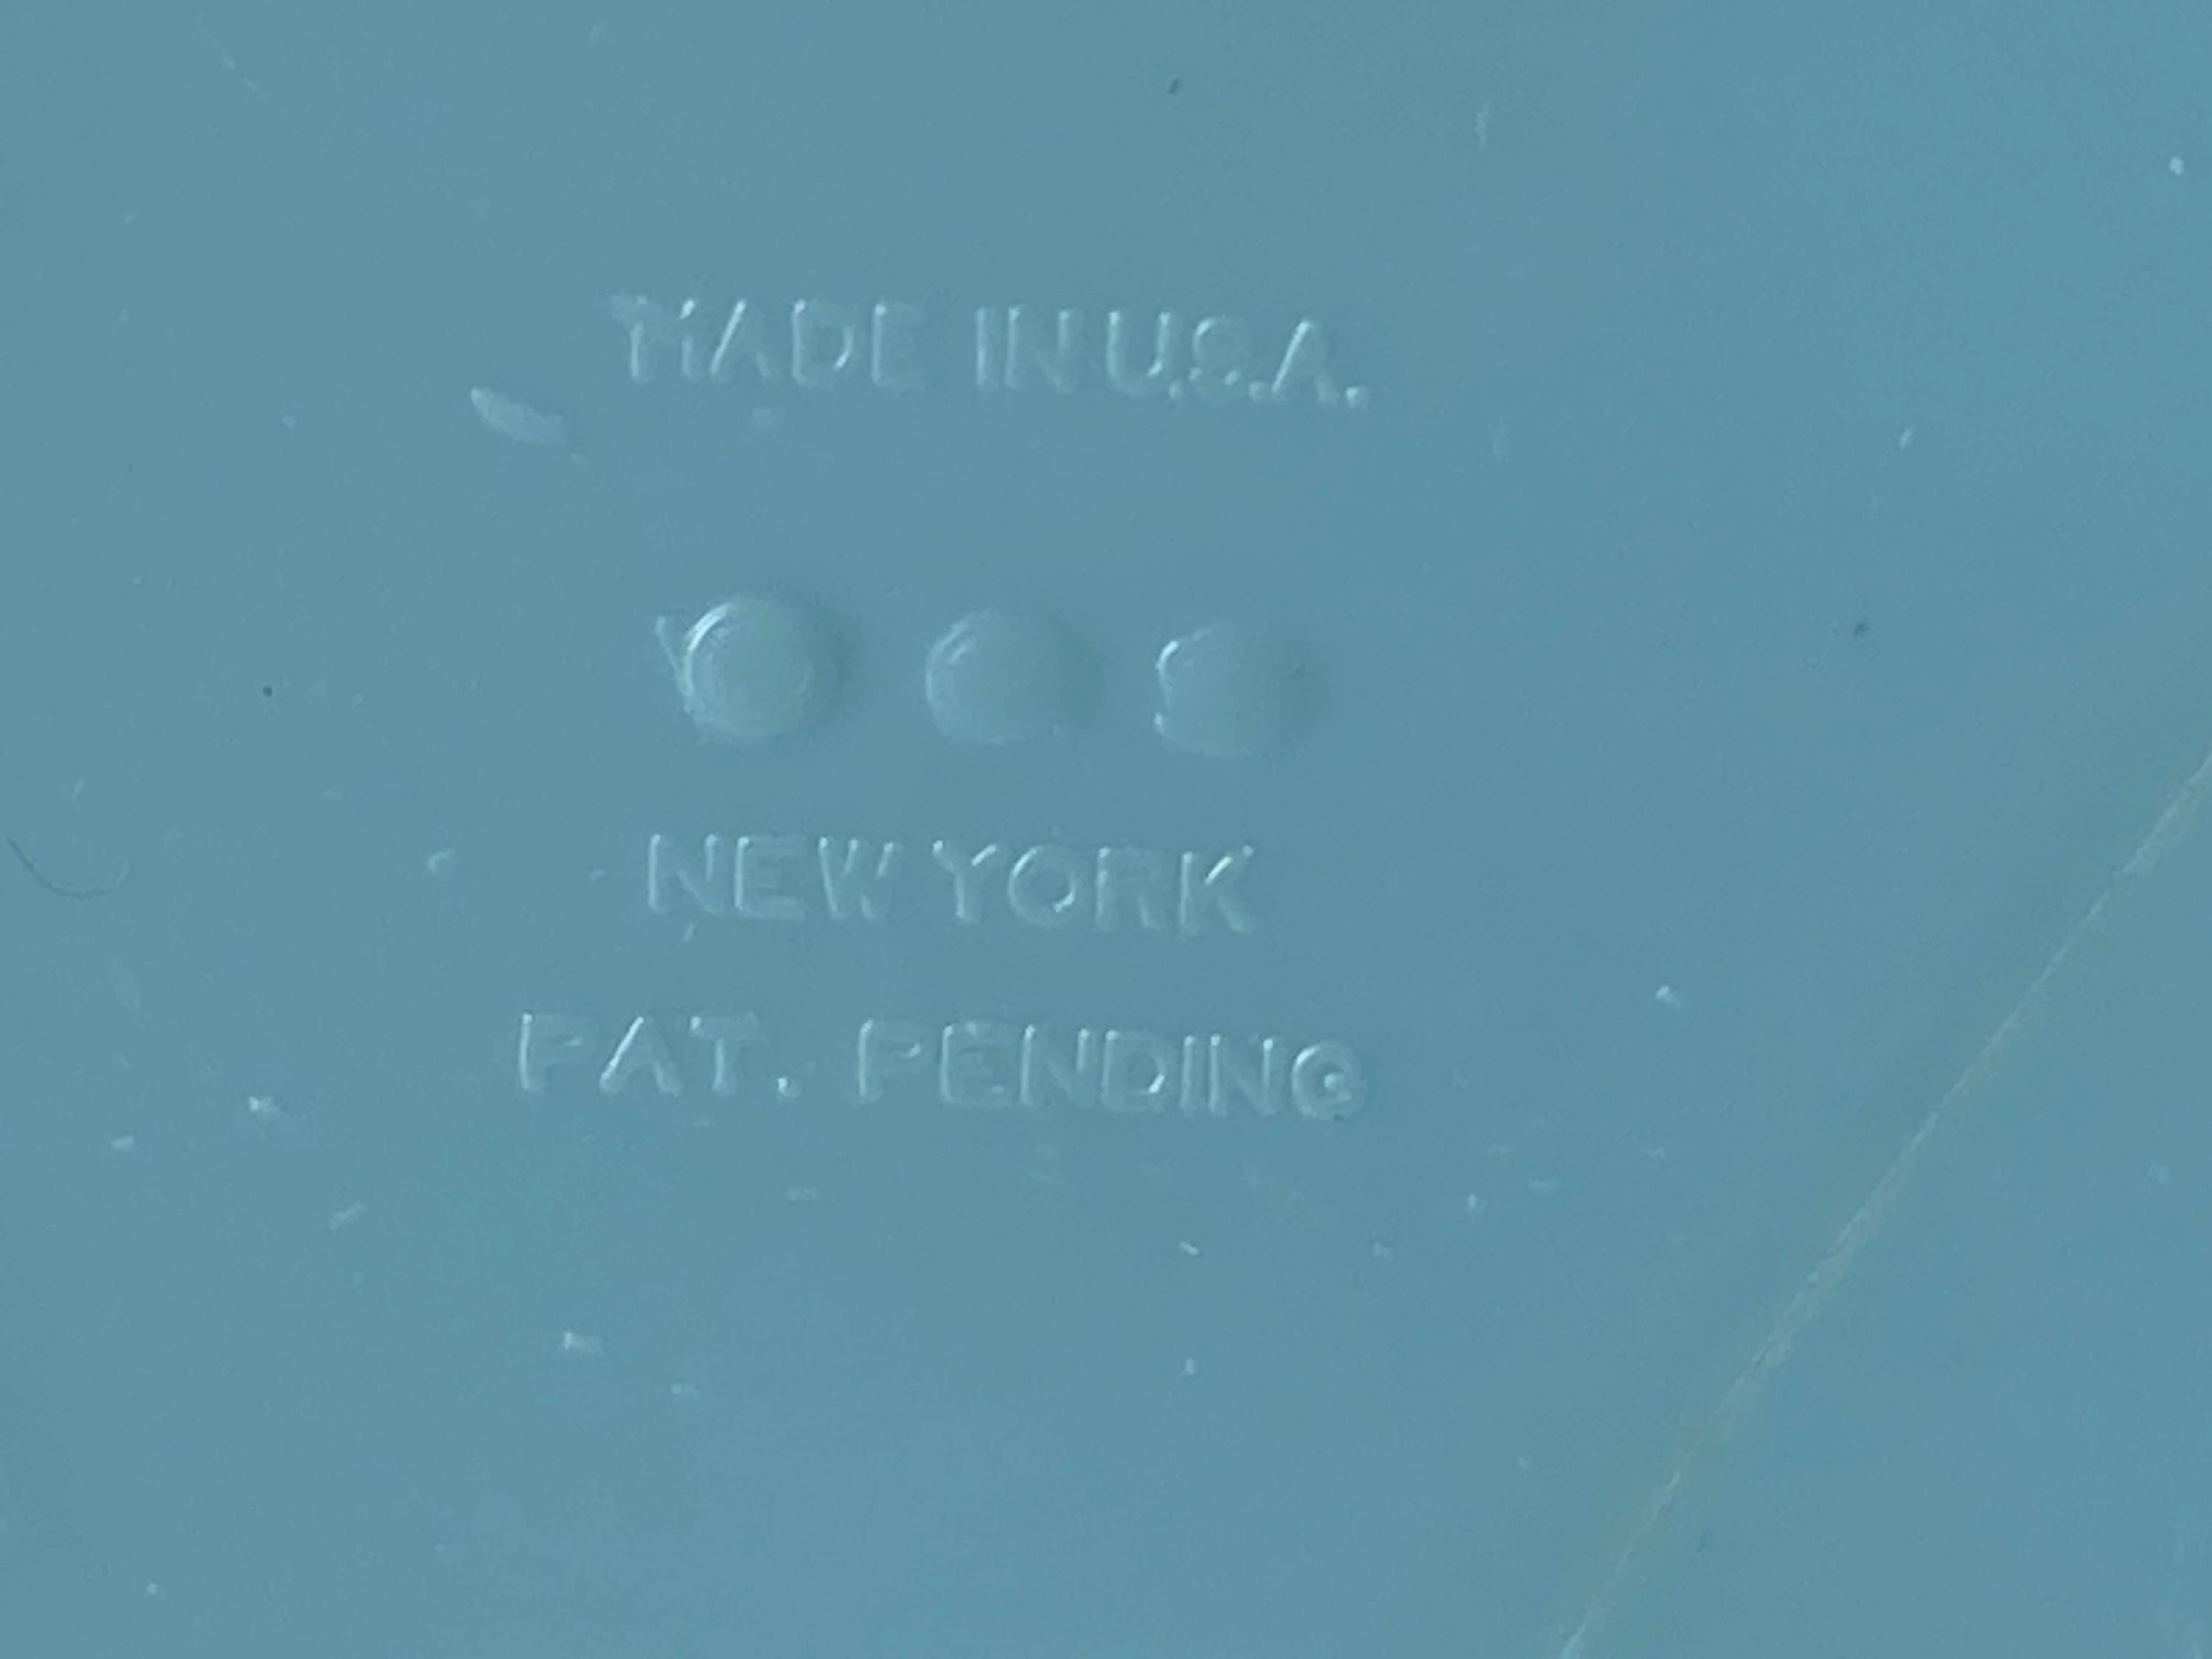 MADE IN U.S.A.
NEW YORK
PAT. PENDING